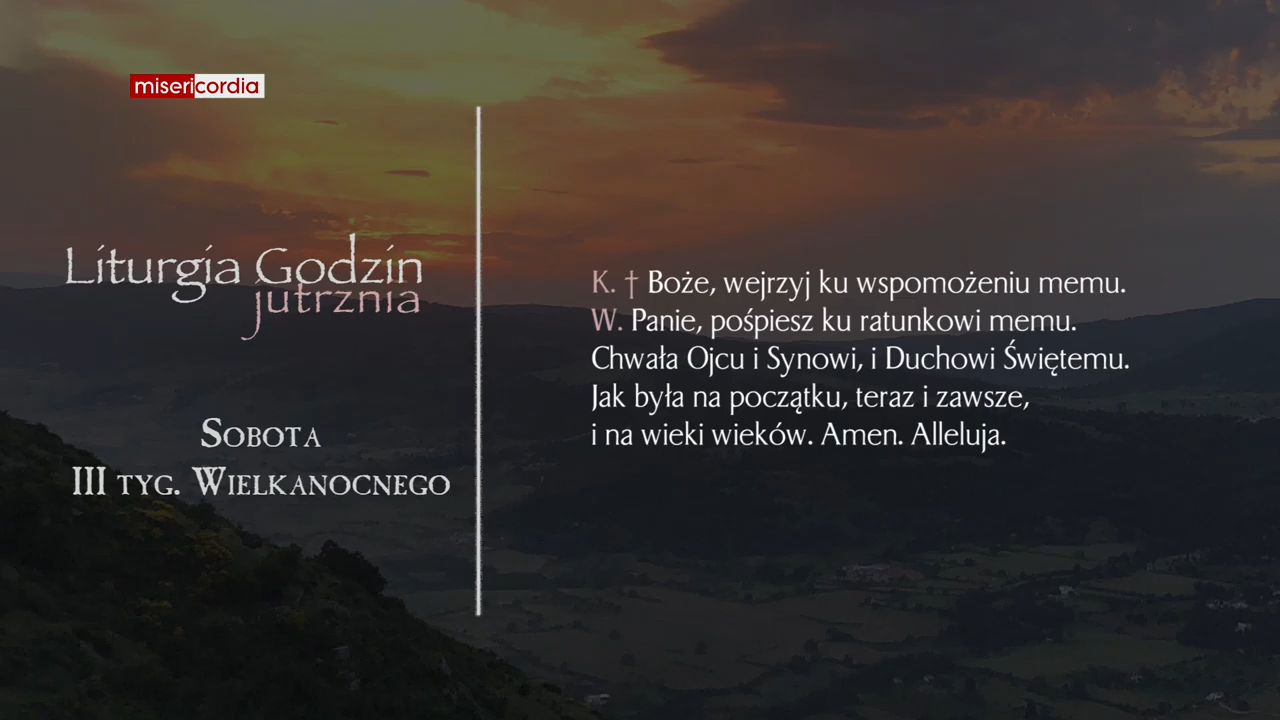 misericordia
Liturgia Godzin
jutrznia
Sobota
III tyg. Wielkanocnego
K. † Boże, wejrzyj ku wspomożeniu memu.
W. Panie, pośpiesz ku ratunkowi memu.
Chwała Ojcu i Synowi, i Duchowi Świętemu.
Jak była na początku, teraz i zawsze,
i na wieki wieków. Amen. Alleluja.